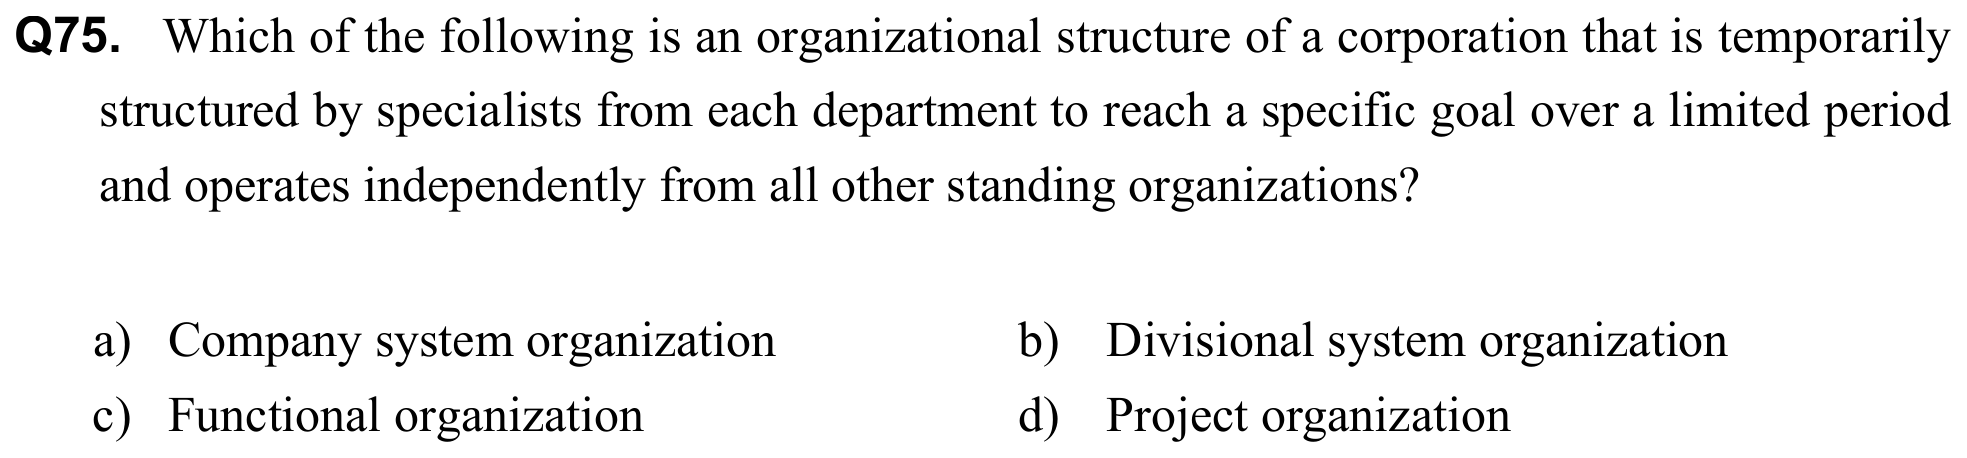 Q75. Which of the following is an organizational structure of a corporation that is temporarily
structured by specialists from each department to reach a specific goal over a limited period
and operates independently from all other standing organizations?
a) Company system organization b) Divisional system organization
c) Functional organization d) Project organization